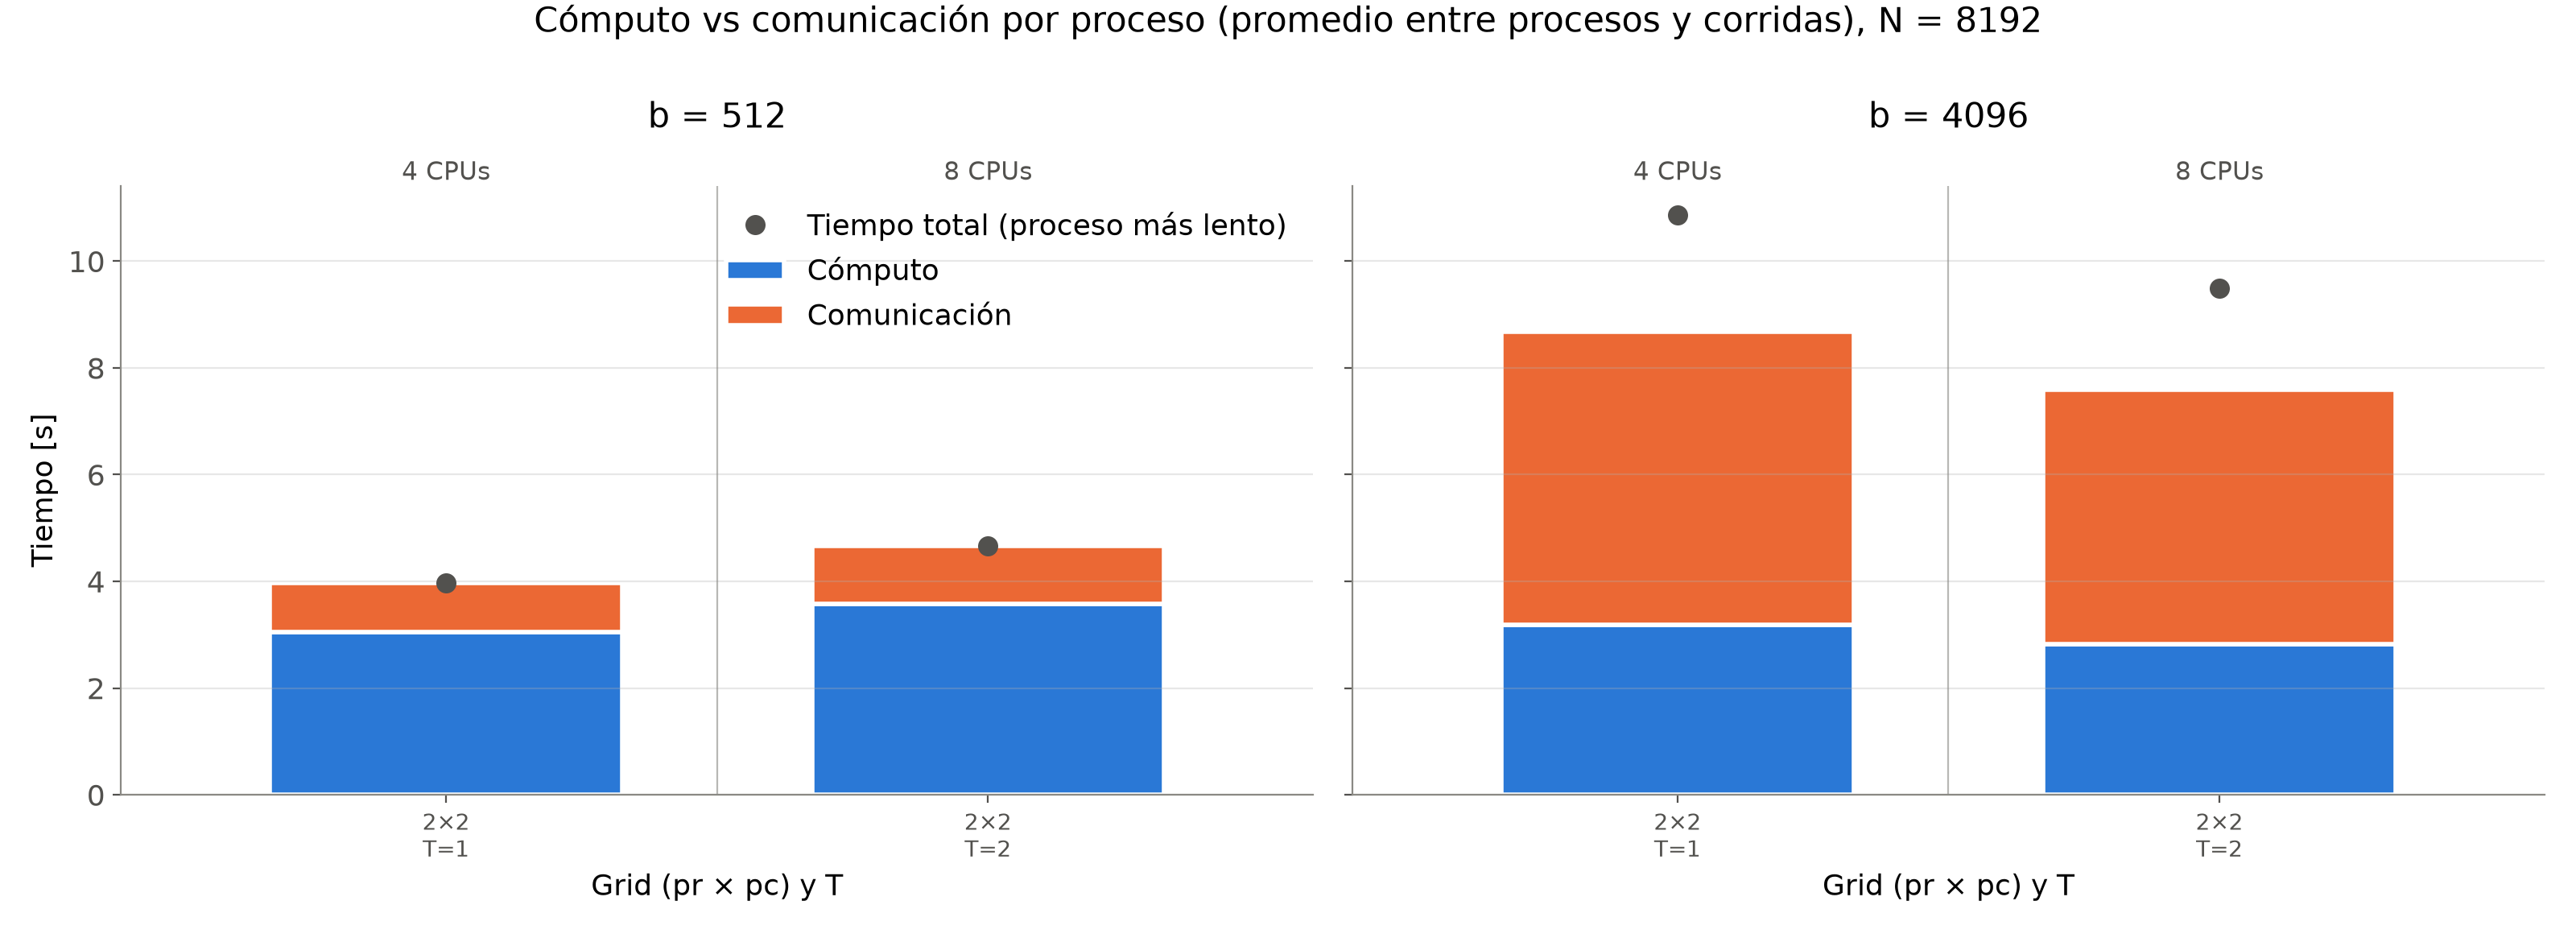 Cómputo vs comunicación por proceso (promedio entre procesos y corridas), N = 8192
b = 512
4 CPUs
8 CPUs
Tiempo total (proceso más lento)
Cómputo
Comunicación
10
8
6
4
2
0
Tiempo [s]
2×2
T=1
2×2
T=2
Grid (pr × pc) y T
b = 4096
4 CPUs
8 CPUs
2×2
T=1
2×2
T=2
Grid (pr × pc) y T